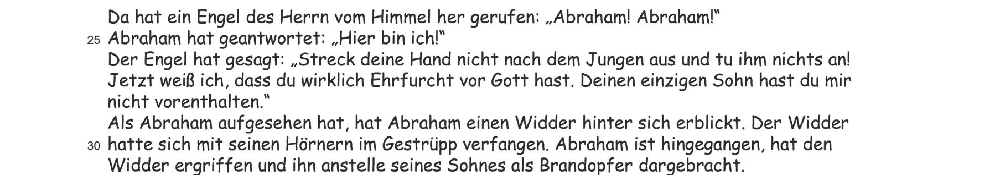 Da hat ein Engel des Herrn vom Himmel her gerufen: „Abraham! Abraham!“
25 Abraham hat geantwortet: „Hier bin ich!“
Der Engel hat gesagt: „Streck deine Hand nicht nach dem Jungen aus und tu ihm nichts an!
Jetzt weiß ich, dass du wirklich Ehrfurcht vor Gott hast. Deinen einzigen Sohn hast du mir
nicht vorenthalten.“
Als Abraham aufgesehen hat, hat Abraham einen Widder hinter sich erblickt. Der Widder
30 hatte sich mit seinen Hörnern im Gestrüpp verfangen. Abraham ist hingegangen, hat den
Widder ergriffen und ihn anstelle seines Sohnes als Brandopfer dargebracht.